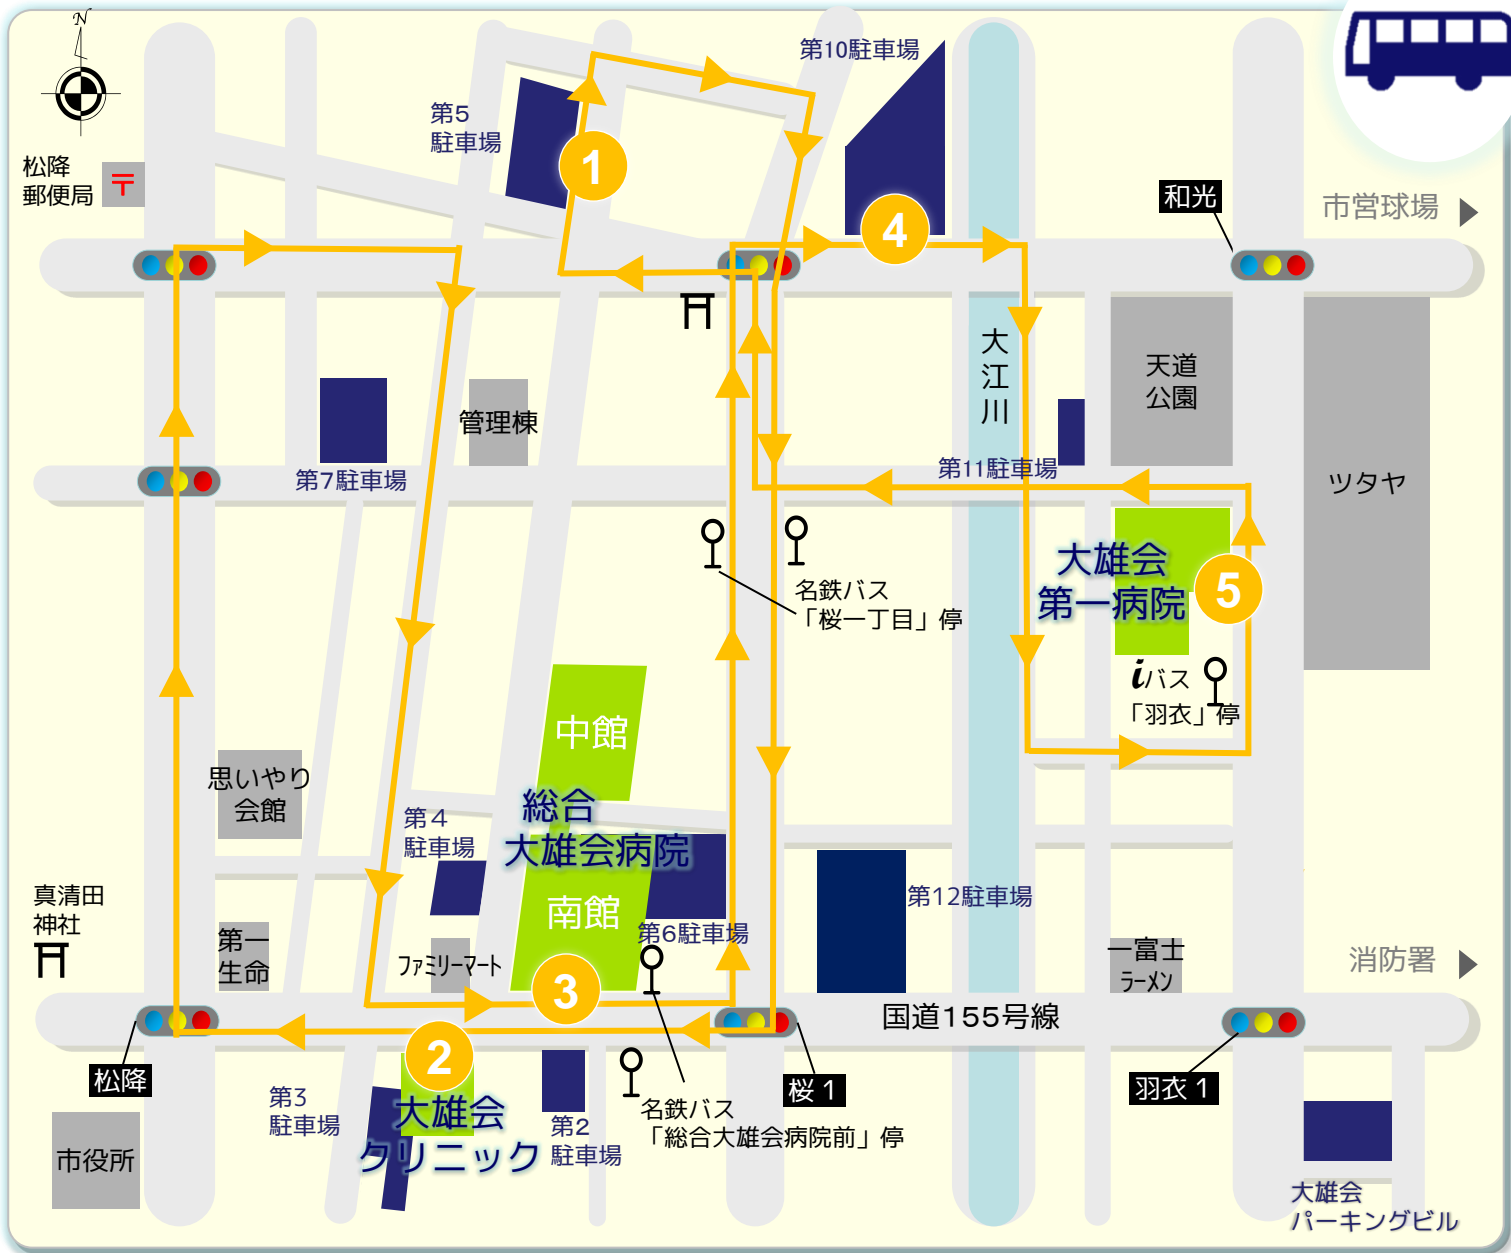 N
第10駐車場
第5
駐車場
松降
郵便局
〒
1
4
和光
市営球場
大江川
天道
公園
管理棟
第7駐車場
第11駐車場
ツタヤ
名鉄バス
「桜一丁目」停
大雄会
第一病院
5
iバス
「羽衣」停
中館
思いやり
会館
第4
駐車場
総合
大雄会病院
南館
第6駐車場
第12駐車場
真清田
神社
第一
生命
ファミリーマート
3
一富士
ラーメン
消防署
国道155号線
2
松降
桜1
羽衣1
第3
駐車場
大雄会
クリニック
第2
駐車場
名鉄バス
「総合大雄会病院前」停
市役所
大雄会
パーキングビル